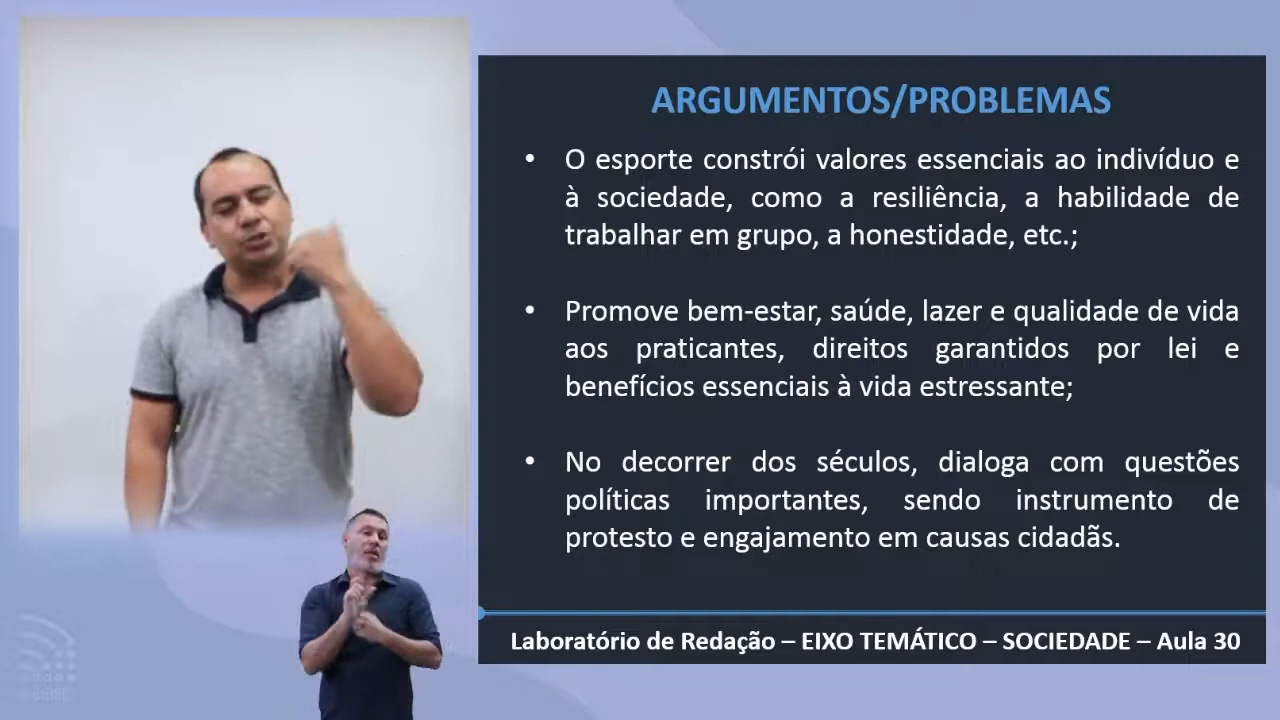 ARGUMENTOS/PROBLEMAS
• O esporte constrói valores essenciais ao indivíduo e
à sociedade, como a resiliência, a habilidade de
trabalhar em grupo, a honestidade, etc.;
• Promove bem-estar, saúde, lazer e qualidade de vida
aos praticantes, direitos garantidos por lei e
benefícios essenciais à vida estressante;
• No decorrer dos séculos, dialoga com questões
políticas importantes, sendo instrumento de
protesto e engajamento em causas cidadãs.
Laboratório de Redação – EIXO TEMÁTICO – SOCIEDADE – Aula 30